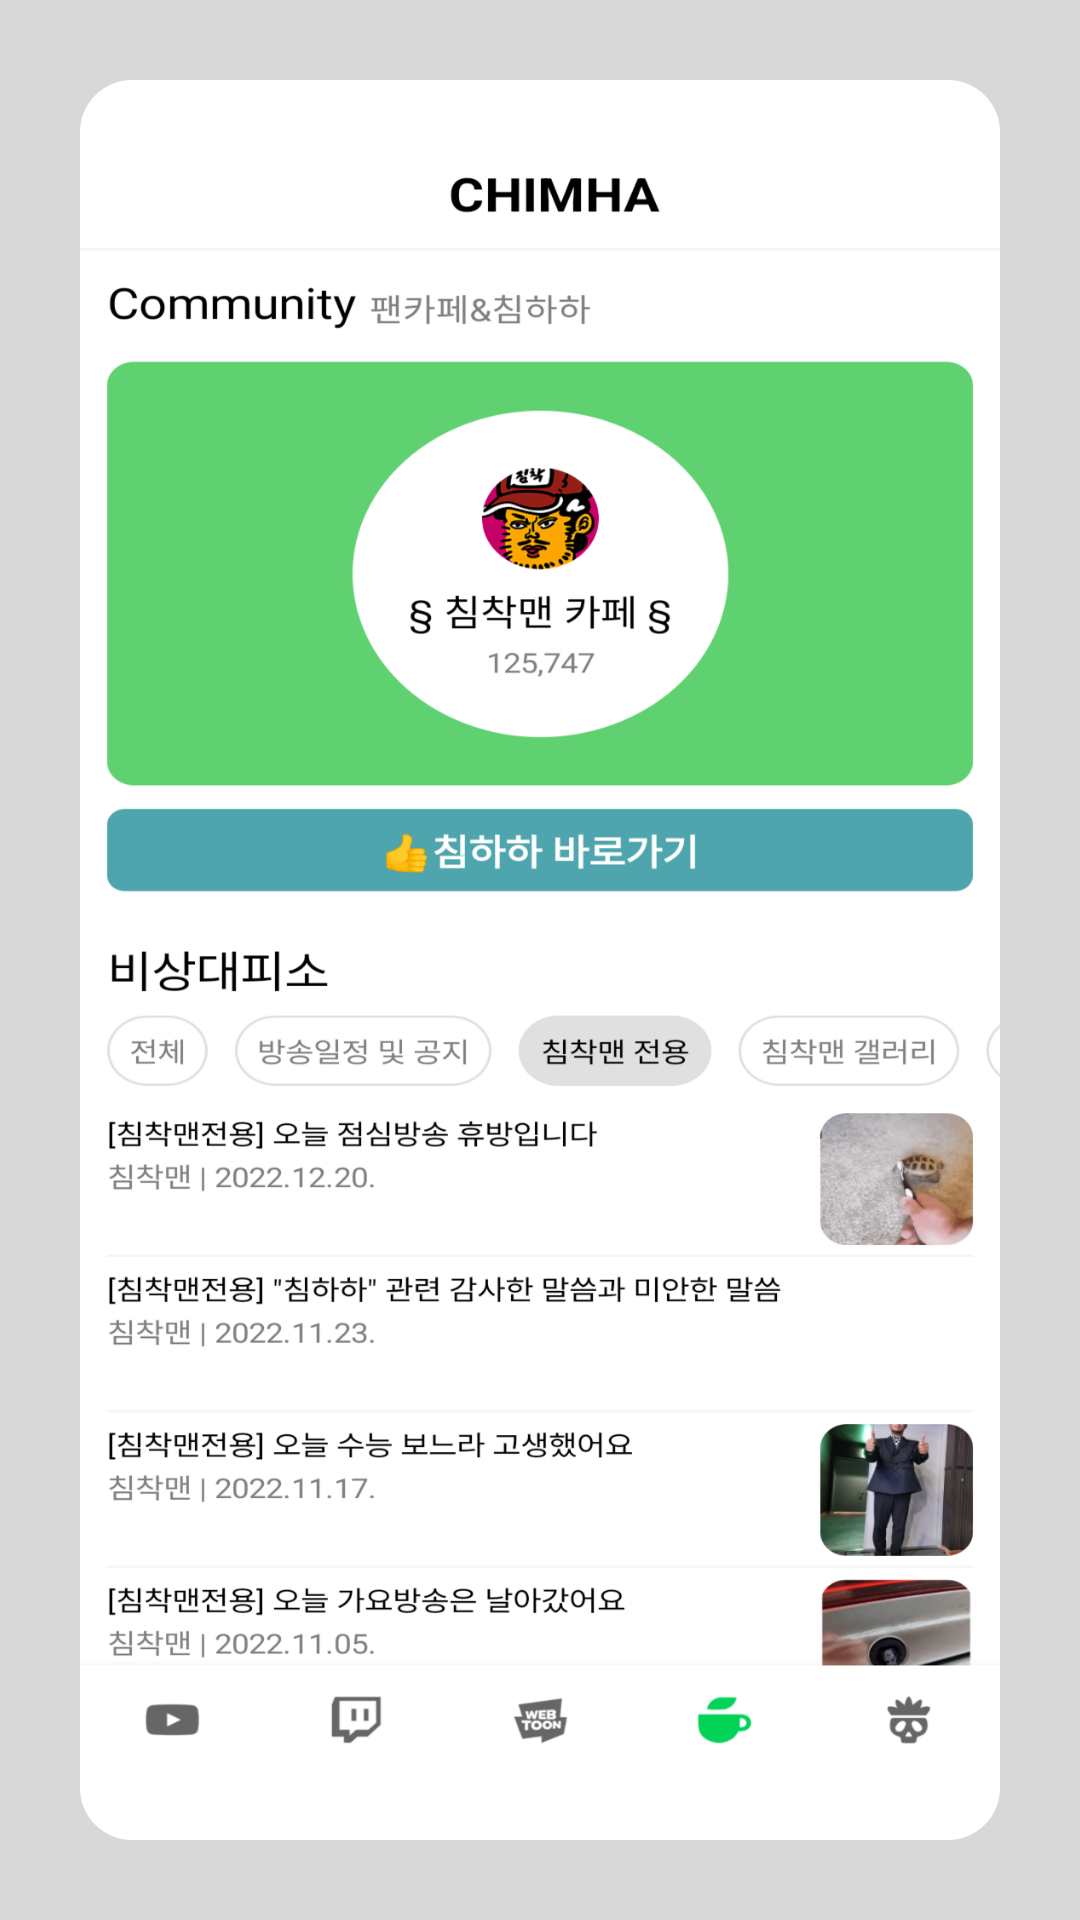 CHIMHA
Community 팬카페&침하하
침착
§ 침착맨 카페 §
125,747
👍침하하 바로가기
비상대피소
전체
방송일정 및 공지
침착맨 전용
침착맨 갤러리
[침착맨전용] 오늘 점심방송 휴방입니다
침착맨 | 2022.12.20.
[침착맨전용] "침하하" 관련 감사한 말씀과 미안한 말씀
침착맨 | 2022.11.23.
[침착맨전용] 오늘 수능 보느라 고생했어요
침착맨 | 2022.11.17.
[침착맨전용] 오늘 가요방송은 날아갔어요
침착맨 | 2022.11.05.
WEB
TOON